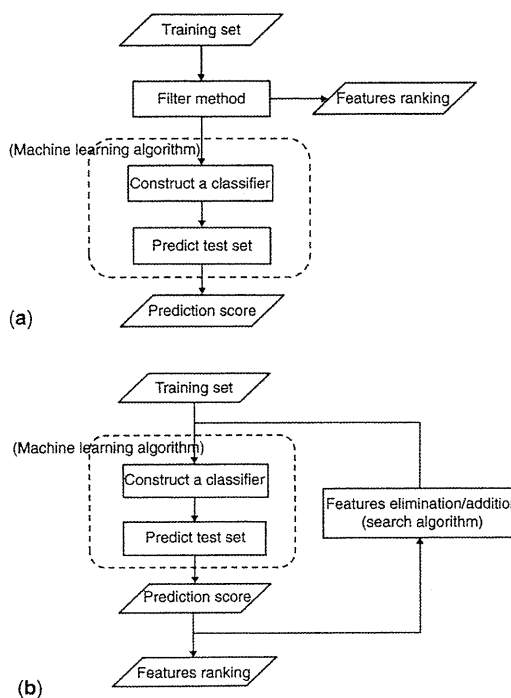 Training set
Filter method
Features ranking
(Machine learning algorithm)
Construct a classifier
Predict test set
Prediction score
(a)
Training set
(Machine learning algorithm)
Construct a classifier
Predict test set
Features elimination/addition
(search algorithm)
Prediction score
Features ranking
(b)